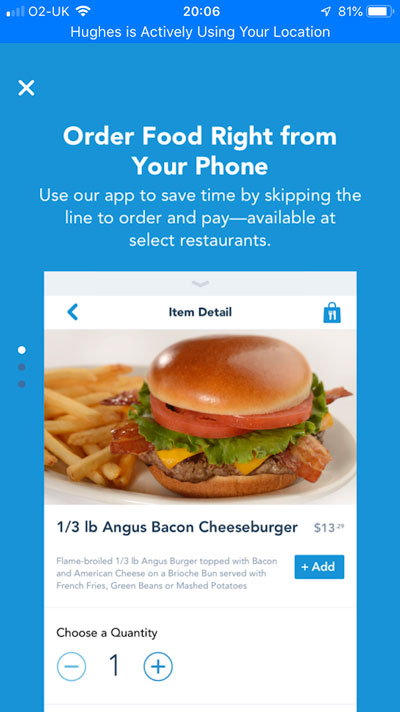 O2-UK 20:06 81%
Hughes is Actively Using Your Location
Order Food Right from
Your Phone
Use our app to save time by skipping the
line to order and pay—available at
select restaurants.
Item Detail
1/3 lb Angus Bacon Cheeseburger $13.29
Flame-broiled 1/3 lb Angus Burger topped with Bacon
and American Cheese on a Brioche Bun served with
French Fries, Green Beans or Mashed Potatoes
+ Add
Choose a Quantity
1